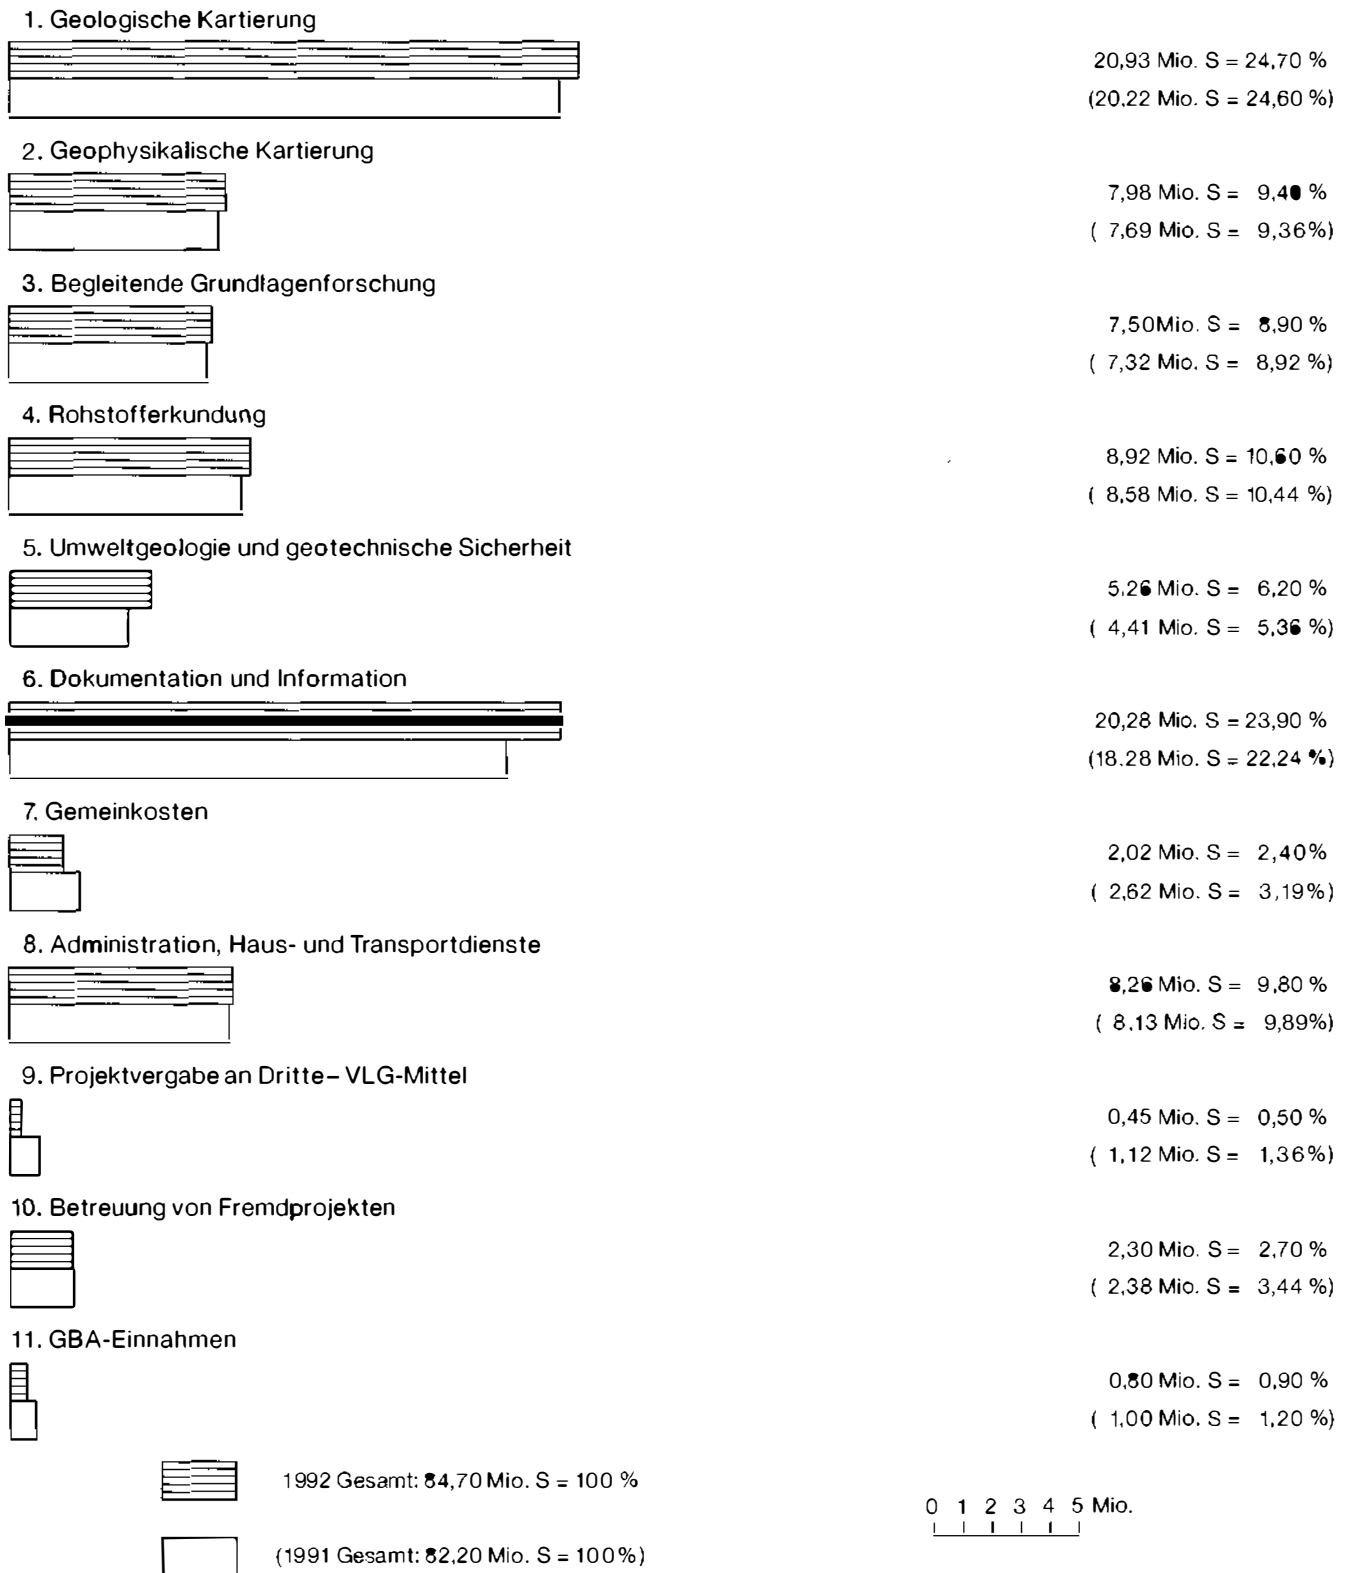 1. Geologische Kartierung
20,93 Mio. S = 24,70 %
(20,22 Mio. S = 24,60 %)
2. Geophysikalische Kartierung
7,98 Mio. S = 9,40 %
( 7,69 Mio. S = 9,36%)
3. Begleitende Grundlagenforschung
7,50Mio. S = 8,90 %
( 7,32 Mio. S = 8,92 %)
4. Rohstofferkundung
8,92 Mio. S = 10,60 %
( 8,58 Mio. S = 10,44 %)
5. Umweltgeologie und geotechnische Sicherheit
5,26 Mio. S = 6,20 %
( 4,41 Mio. S = 5,36 %)
6. Dokumentation und Information
20,28 Mio. S = 23,90 %
(18.28 Mio. S = 22,24 %)
7. Gemeinkosten
2,02 Mio. S = 2,40%
( 2,62 Mio. S = 3,19%)
8. Administration, Haus- und Transportdienste
8,26 Mio. S = 9,80 %
( 8,13 Mio. S = 9,89%)
9. Projektvergabe an Dritte – VLG-Mittel
0,45 Mio. S = 0,50 %
( 1,12 Mio. S = 1,36%)
10. Betreuung von Fremdprojekten
2,30 Mio. S = 2,70 %
( 2,38 Mio. S = 3,44 %)
11. GBA-Einnahmen
0,80 Mio. S = 0,90 %
( 1,00 Mio. S = 1,20 %)
1992 Gesamt: 84,70 Mio. S = 100 %
0 1 2 3 4 5 Mio.
(1991 Gesamt: 82,20 Mio. S = 100%)